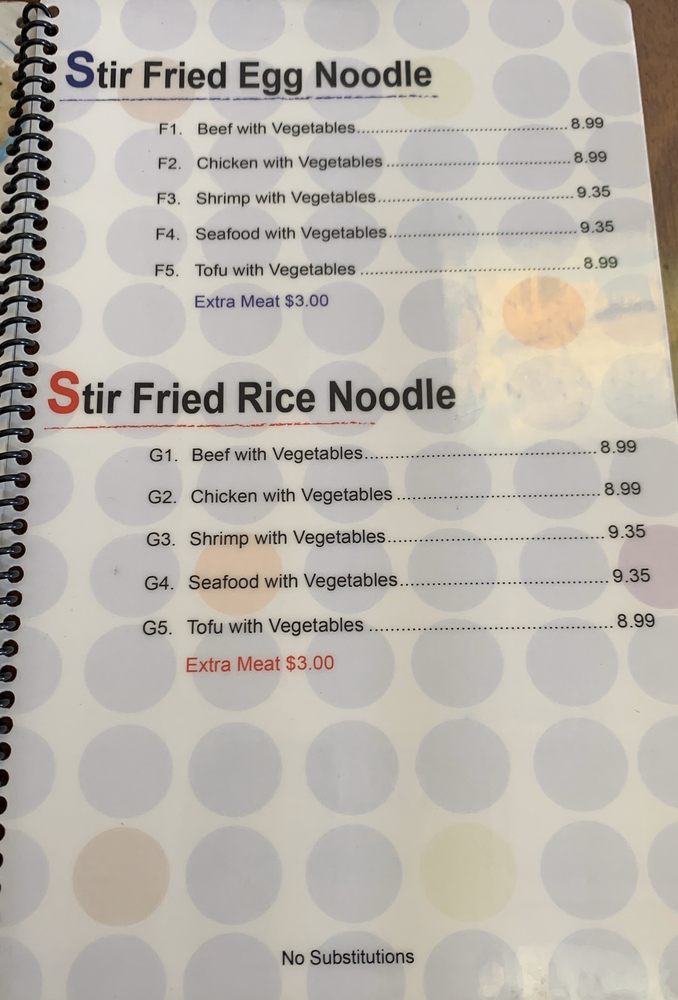 Stir Fried Egg Noodle
F1. Beef with Vegetables.......................................................8.99
F2. Chicken with Vegetables ................................................8.99
F3. Shrimp with Vegetables..................................................9.35
F4. Seafood with Vegetables................................................9.35
F5. Tofu with Vegetables ......................................................8.99
Extra Meat $3.00
Stir Fried Rice Noodle
G1. Beef with Vegetables......................................................8.99
G2. Chicken with Vegetables ................................................8.99
G3. Shrimp with Vegetables..................................................9.35
G4. Seafood with Vegetables................................................9.35
G5. Tofu with Vegetables ......................................................8.99
Extra Meat $3.00
No Substitutions